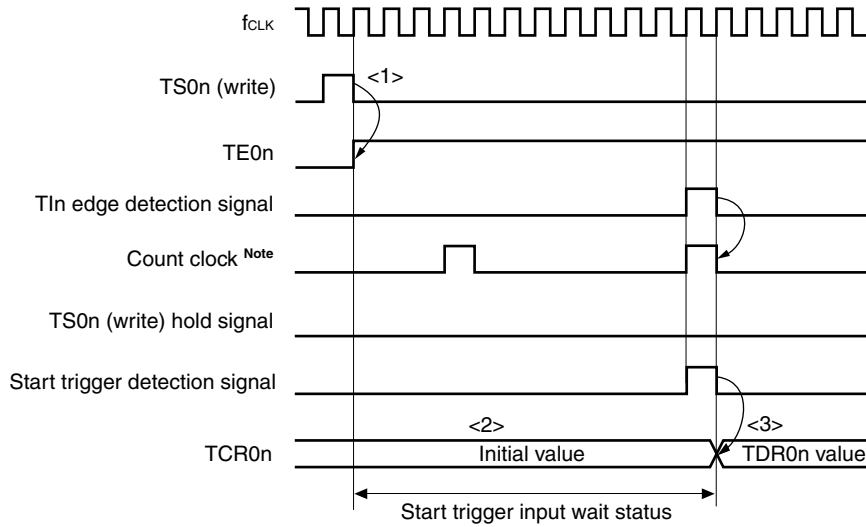 fCLK
TS0n (write)
<1>
TE0n
TIn edge detection signal
Count clock Note
TS0n (write) hold signal
Start trigger detection signal
<2>
<3>
TCR0n
Initial value
TDR0n value
Start trigger input wait status